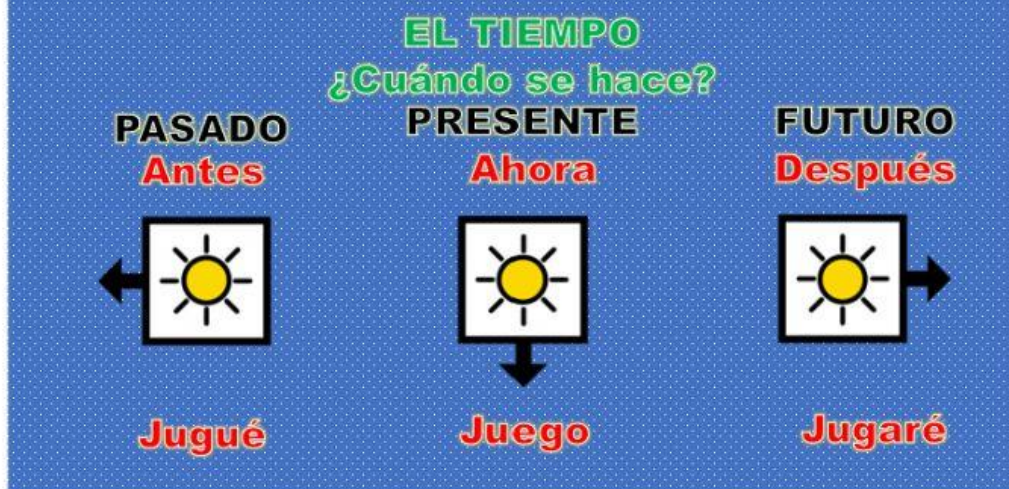 EL TIEMPO
¿Cuándo se hace?
PASADO
Antes
PRESENTE
Ahora
FUTURO
Después
Jugué
Juego
Jugaré